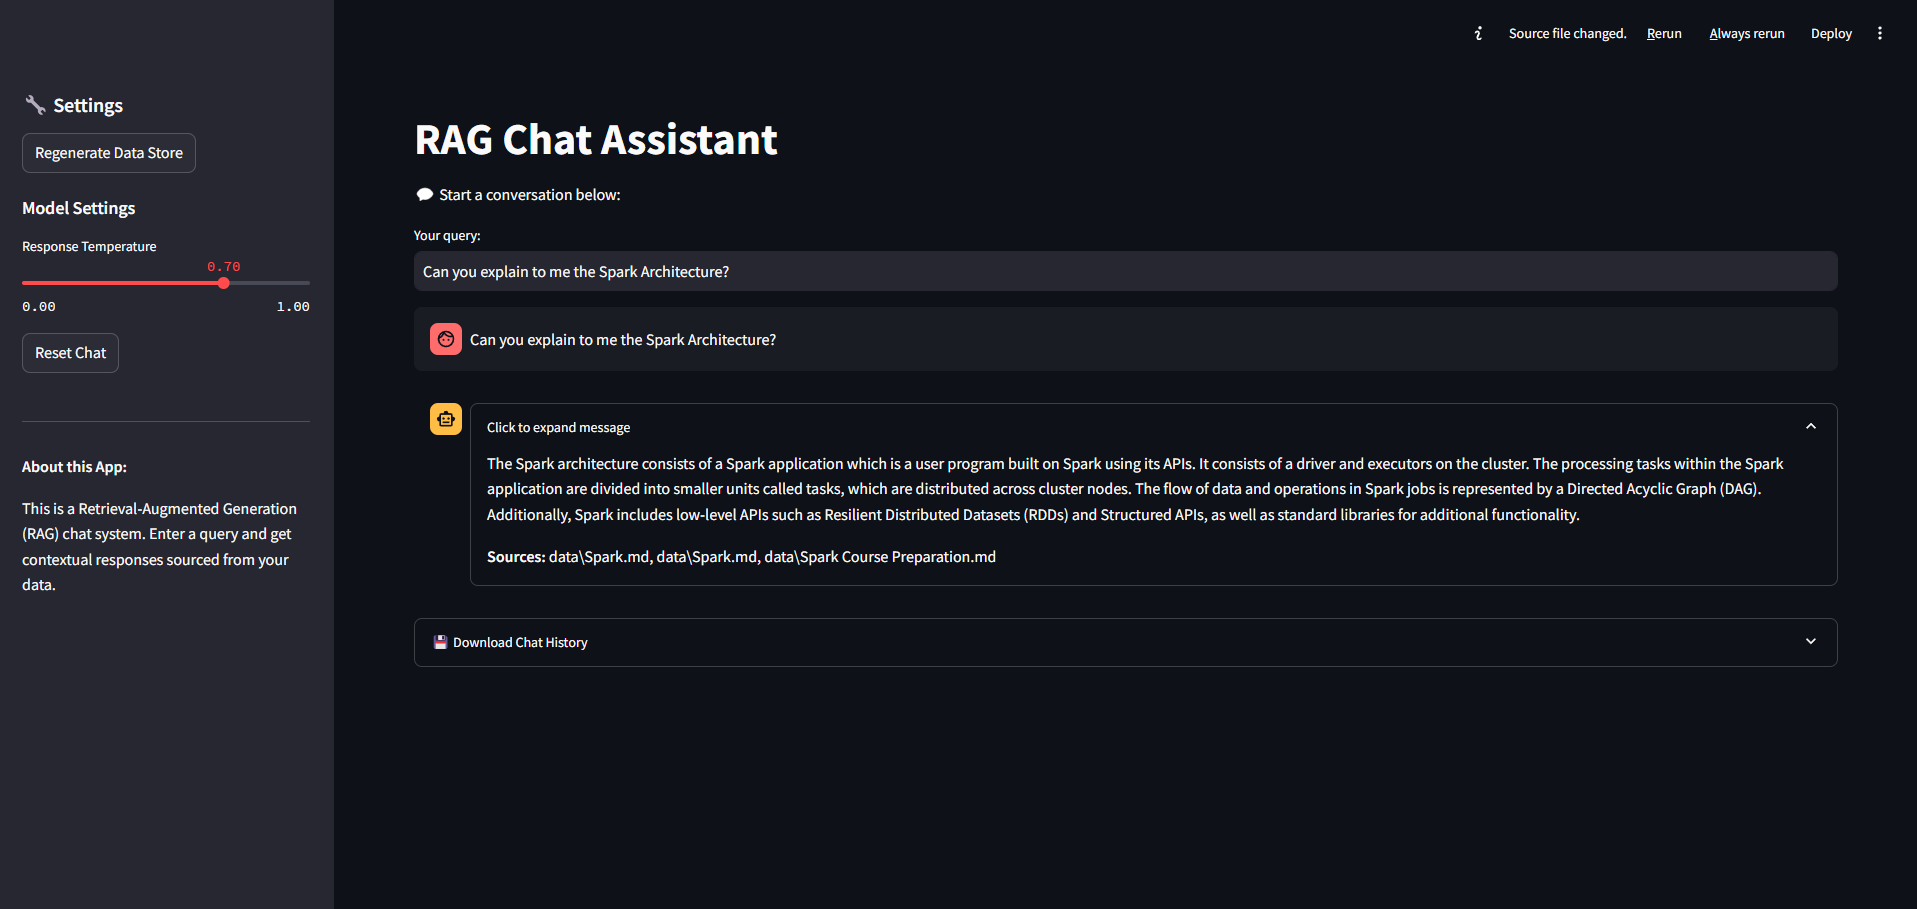 Source file changed. Rerun Always rerun Deploy
Settings
Regenerate Data Store
Model Settings
Response Temperature
0.70
0.00 1.00
Reset Chat
About this App:
This is a Retrieval-Augmented Generation
(RAG) chat system. Enter a query and get
contextual responses sourced from your
data.
RAG Chat Assistant
Start a conversation below:
Your query:
Can you explain to me the Spark Architecture?
Can you explain to me the Spark Architecture?
Click to expand message
The Spark architecture consists of a Spark application which is a user program built on Spark using its APIs. It consists of a driver and executors on the cluster. The processing tasks within the Spark
application are divided into smaller units called tasks, which are distributed across cluster nodes. The flow of data and operations in Spark jobs is represented by a Directed Acyclic Graph (DAG).
Additionally, Spark includes low-level APIs such as Resilient Distributed Datasets (RDDs) and Structured APIs, as well as standard libraries for additional functionality.
Sources: data\Spark.md, data\Spark.md, data\Spark Course Preparation.md
Download Chat History